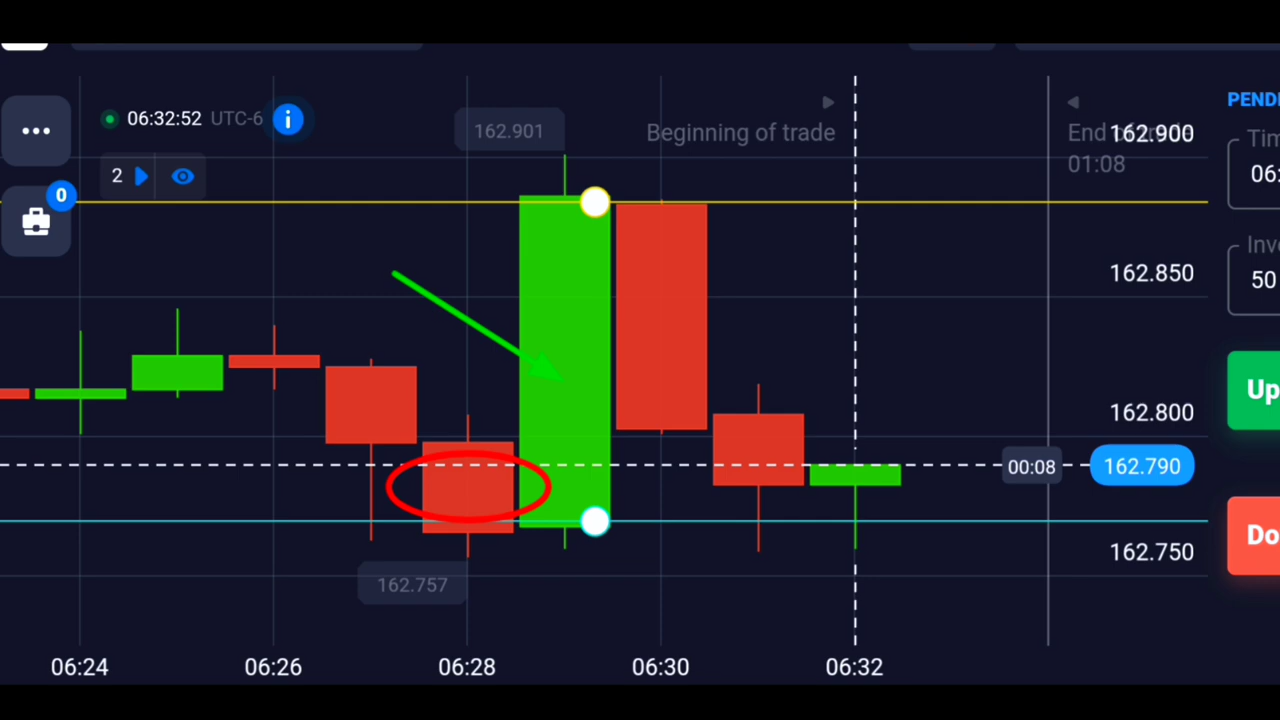 PENDI
06:32:52 UTC-6
i
162.901
Beginning of trade
End of trade
01:08
162.900
Tim
06:
2
0
Inve
50
162.850
Up
162.800
00:08
162.790
Do
162.750
162.757
06:24
06:26
06:28
06:30
06:32